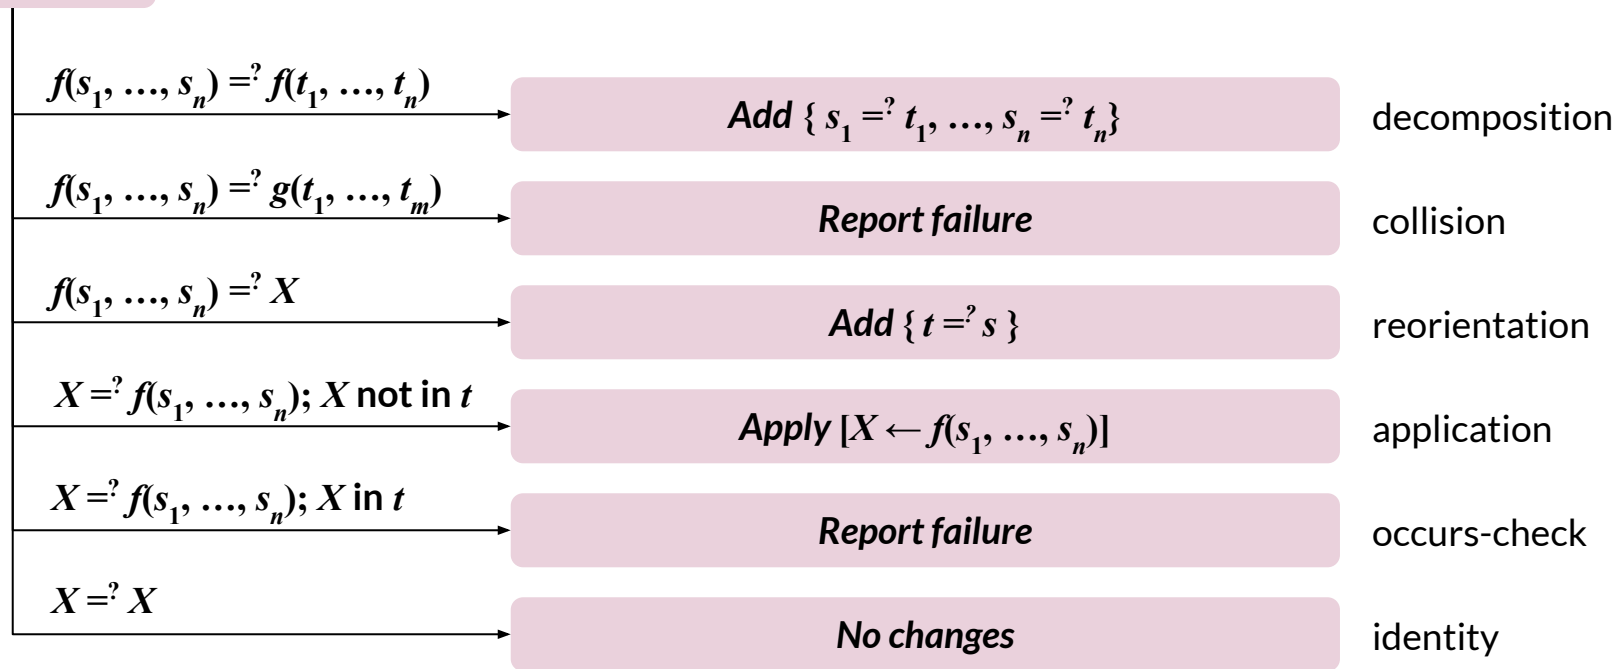 f(s₁, …, sₙ) =? f(t₁, …, tₙ)
Add { s₁ =? t₁, …, sₙ =? tₙ}
decomposition
f(s₁, …, sₙ) =? g(t₁, …, tₘ)
Report failure
collision
f(s₁, …, sₙ) =? X
Add { t =? s }
reorientation
X =? f(s₁, …, sₙ); X not in t
Apply [X ← f(s₁, …, sₙ)]
application
X =? f(s₁, …, sₙ); X in t
Report failure
occurs-check
X =? X
No changes
identity